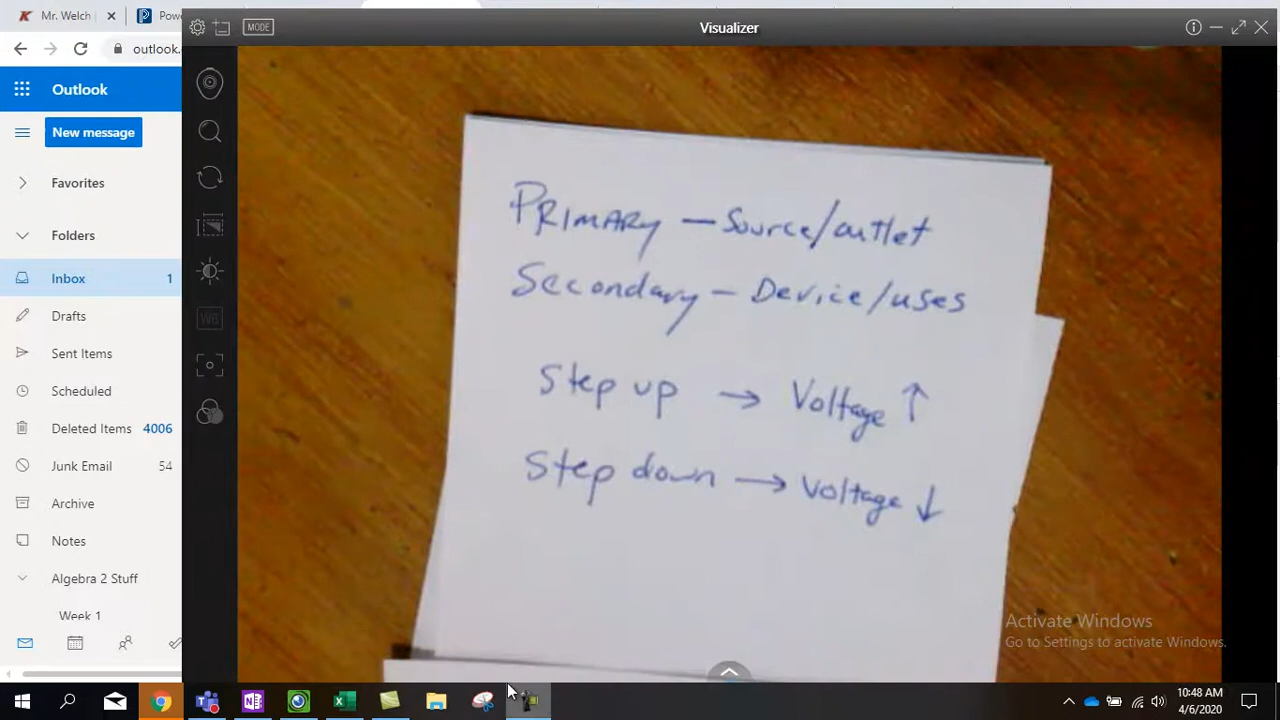 Mr. Welch
Pow
outlook.
Visualizer
MODE
Outlook
New message
Favorites
Folders
Inbox 1
Drafts
Sent Items
Scheduled
Deleted Items 4006
Junk Email 54
Archive
Notes
Algebra 2 Stuff
Week 1
PRIMARY — Source/outlet
Secondary — Device/uses
Step up → Voltage ↑
Step down → Voltage ↓
Activate Windows
Go to Settings to activate Windows.
10:48 AM
4/6/2020